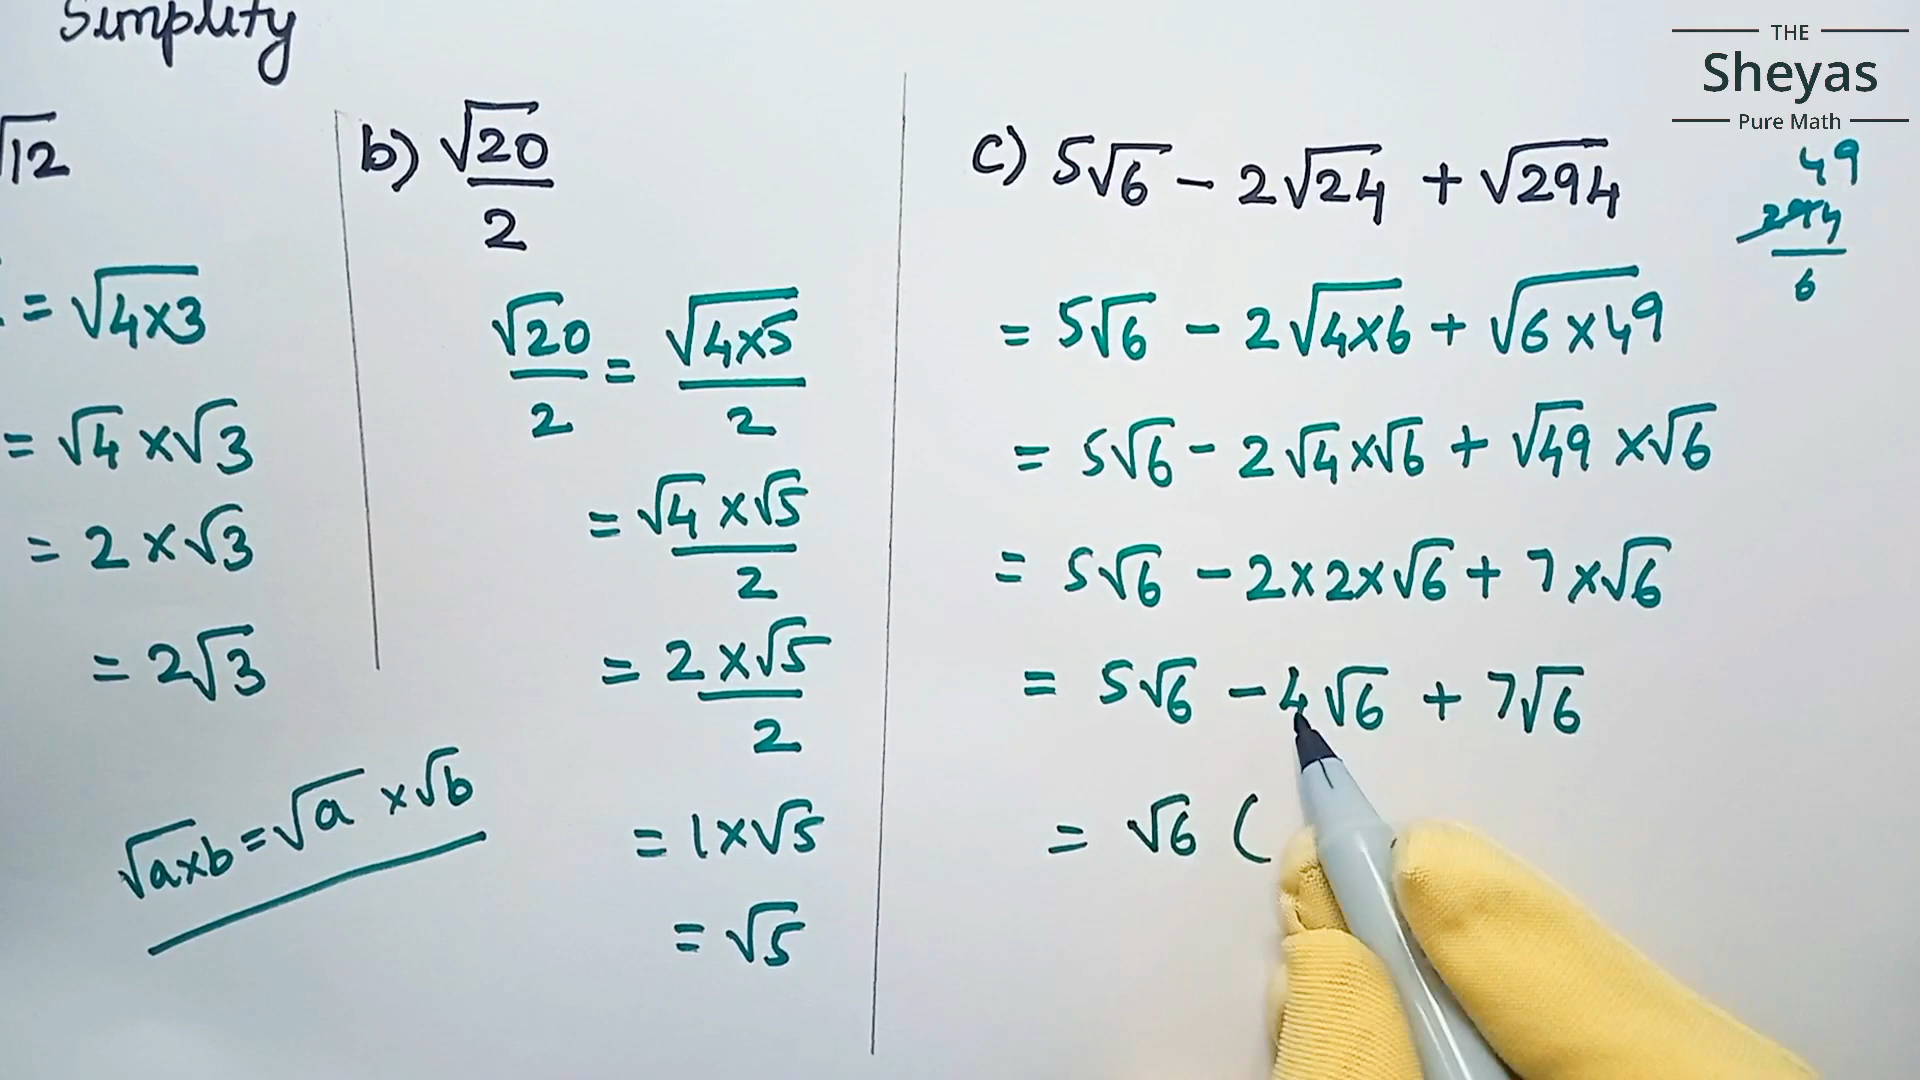 Simplify
√12
= √4×3
= √4 ×√3
= 2 ×√3
= 2√3
√a×b = √a ×√b
b) √20
2
√20 = √4×5
2 2
= √4 ×√5
2
= 2 ×√5
2
= 1×√5
= √5
c) 5√6 - 2√24 + √294
= 5√6 - 2√4×6 + √6×49
= 5√6 - 2√4×√6 + √49 ×√6
= 5√6 - 2×2×√6 + 7×√6
= 5√6 - 4√6 + 7√6
= √6 (
49
294
6
THE
Sheyas
Pure Math